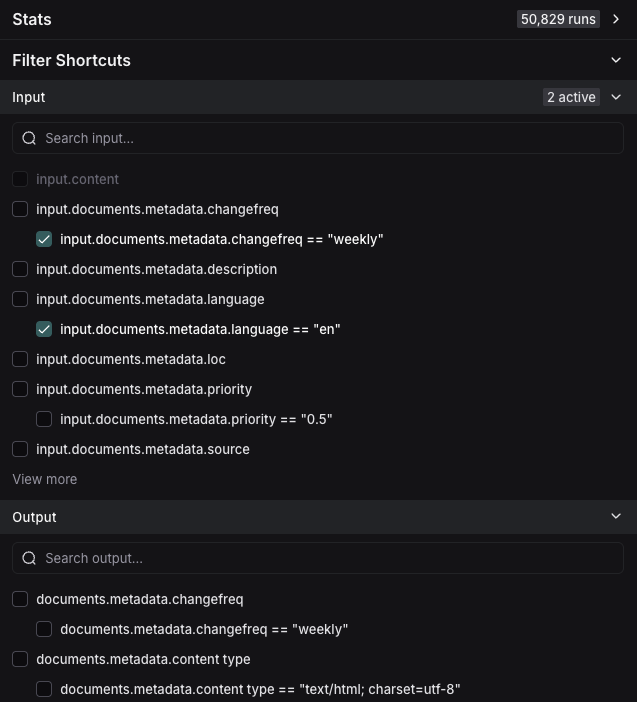 Stats 50,829 runs
Filter Shortcuts
Input 2 active
Search input...
input.content
input.documents.metadata.changefreq
input.documents.metadata.changefreq == "weekly"
input.documents.metadata.description
input.documents.metadata.language
input.documents.metadata.language == "en"
input.documents.metadata.loc
input.documents.metadata.priority
input.documents.metadata.priority == "0.5"
input.documents.metadata.source
View more
Output
Search output...
documents.metadata.changefreq
documents.metadata.changefreq == "weekly"
documents.metadata.content type
documents.metadata.content type == "text/html; charset=utf-8"